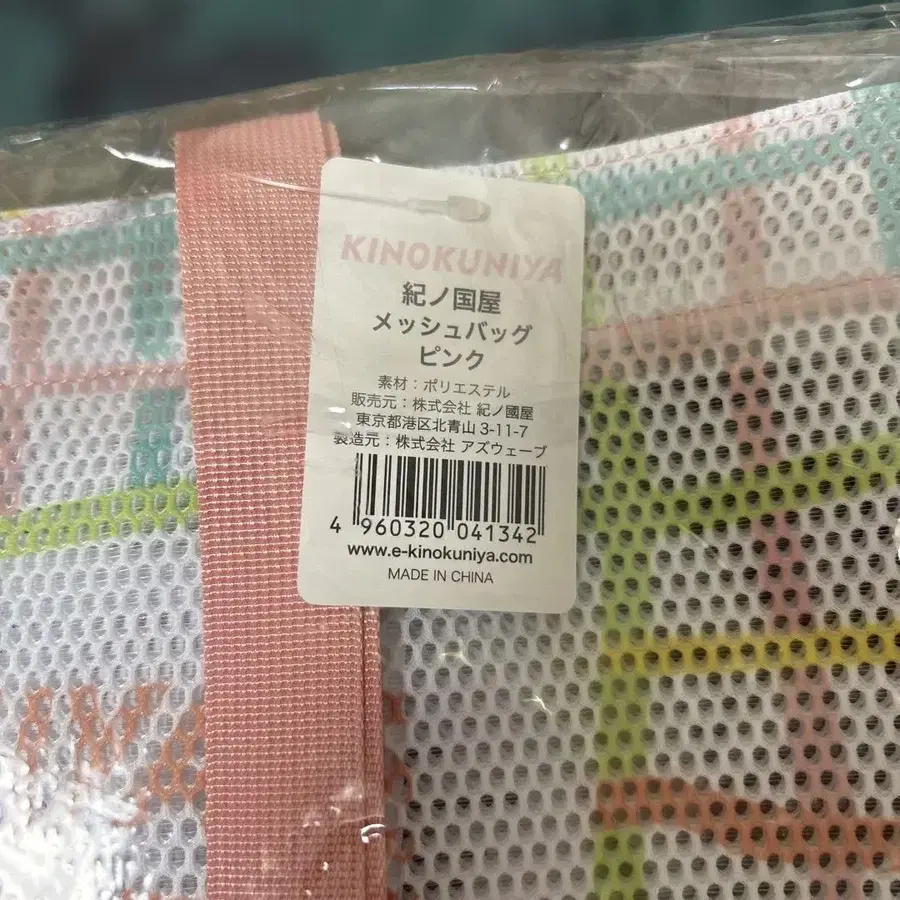 KINOKUNIYA
紀ノ国屋
メッシュバッグ
ピンク
素材：ポリエステル
販売元：株式会社 紀ノ國屋
東京都港区北青山 3-11-7
製造元：株式会社 アズウェーブ
4 960320 041342
www.e-kinokuniya.com
MADE IN CHINA